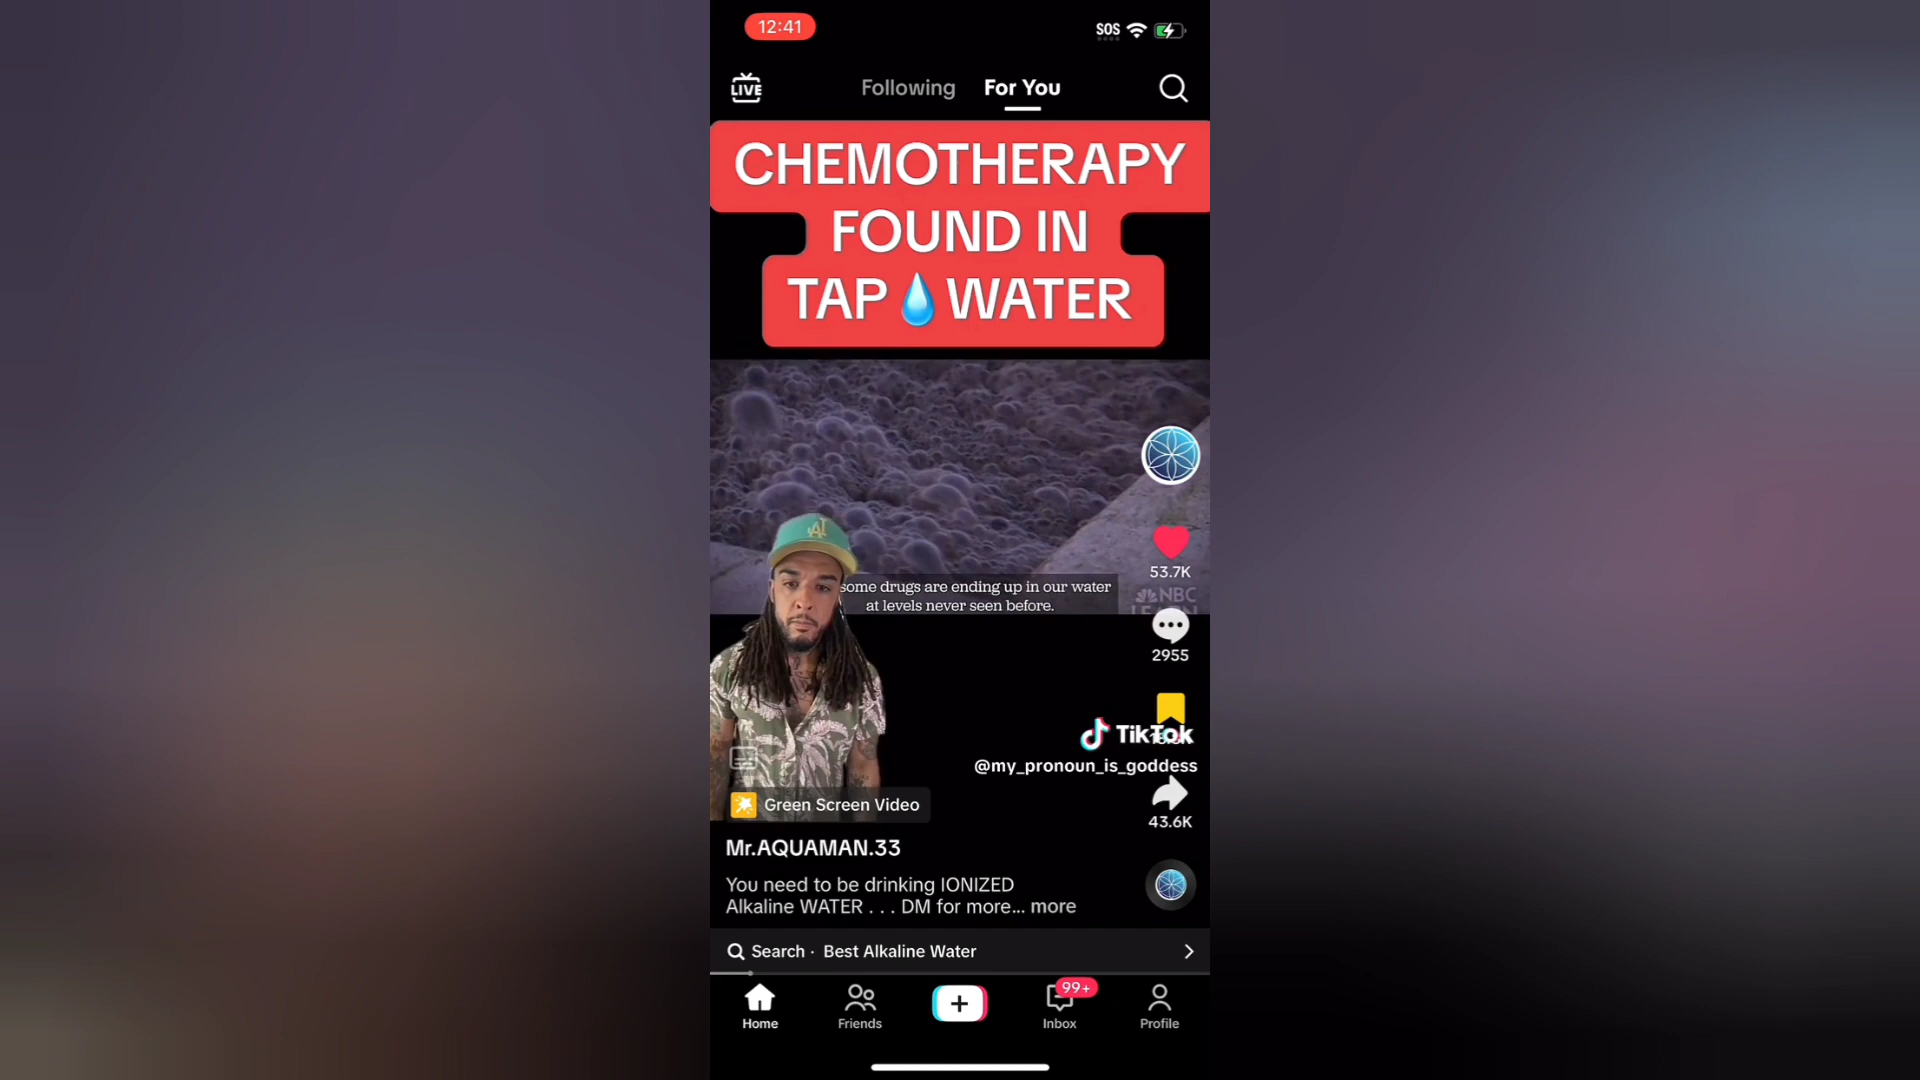 12:41
SOS
LIVE
Following
For You
CHEMOTHERAPY
FOUND IN
TAP💧WATER
53.7K
some drugs are ending up in our water
at levels never seen before.
NBC
LEARN
2955
TikTok
@my_pronoun_is_goddess
Green Screen Video
43.6K
Mr.AQUAMAN.33
You need to be drinking IONIZED
Alkaline WATER . . . DM for more... more
Search · Best Alkaline Water
99+
Home
Friends
Inbox
Profile